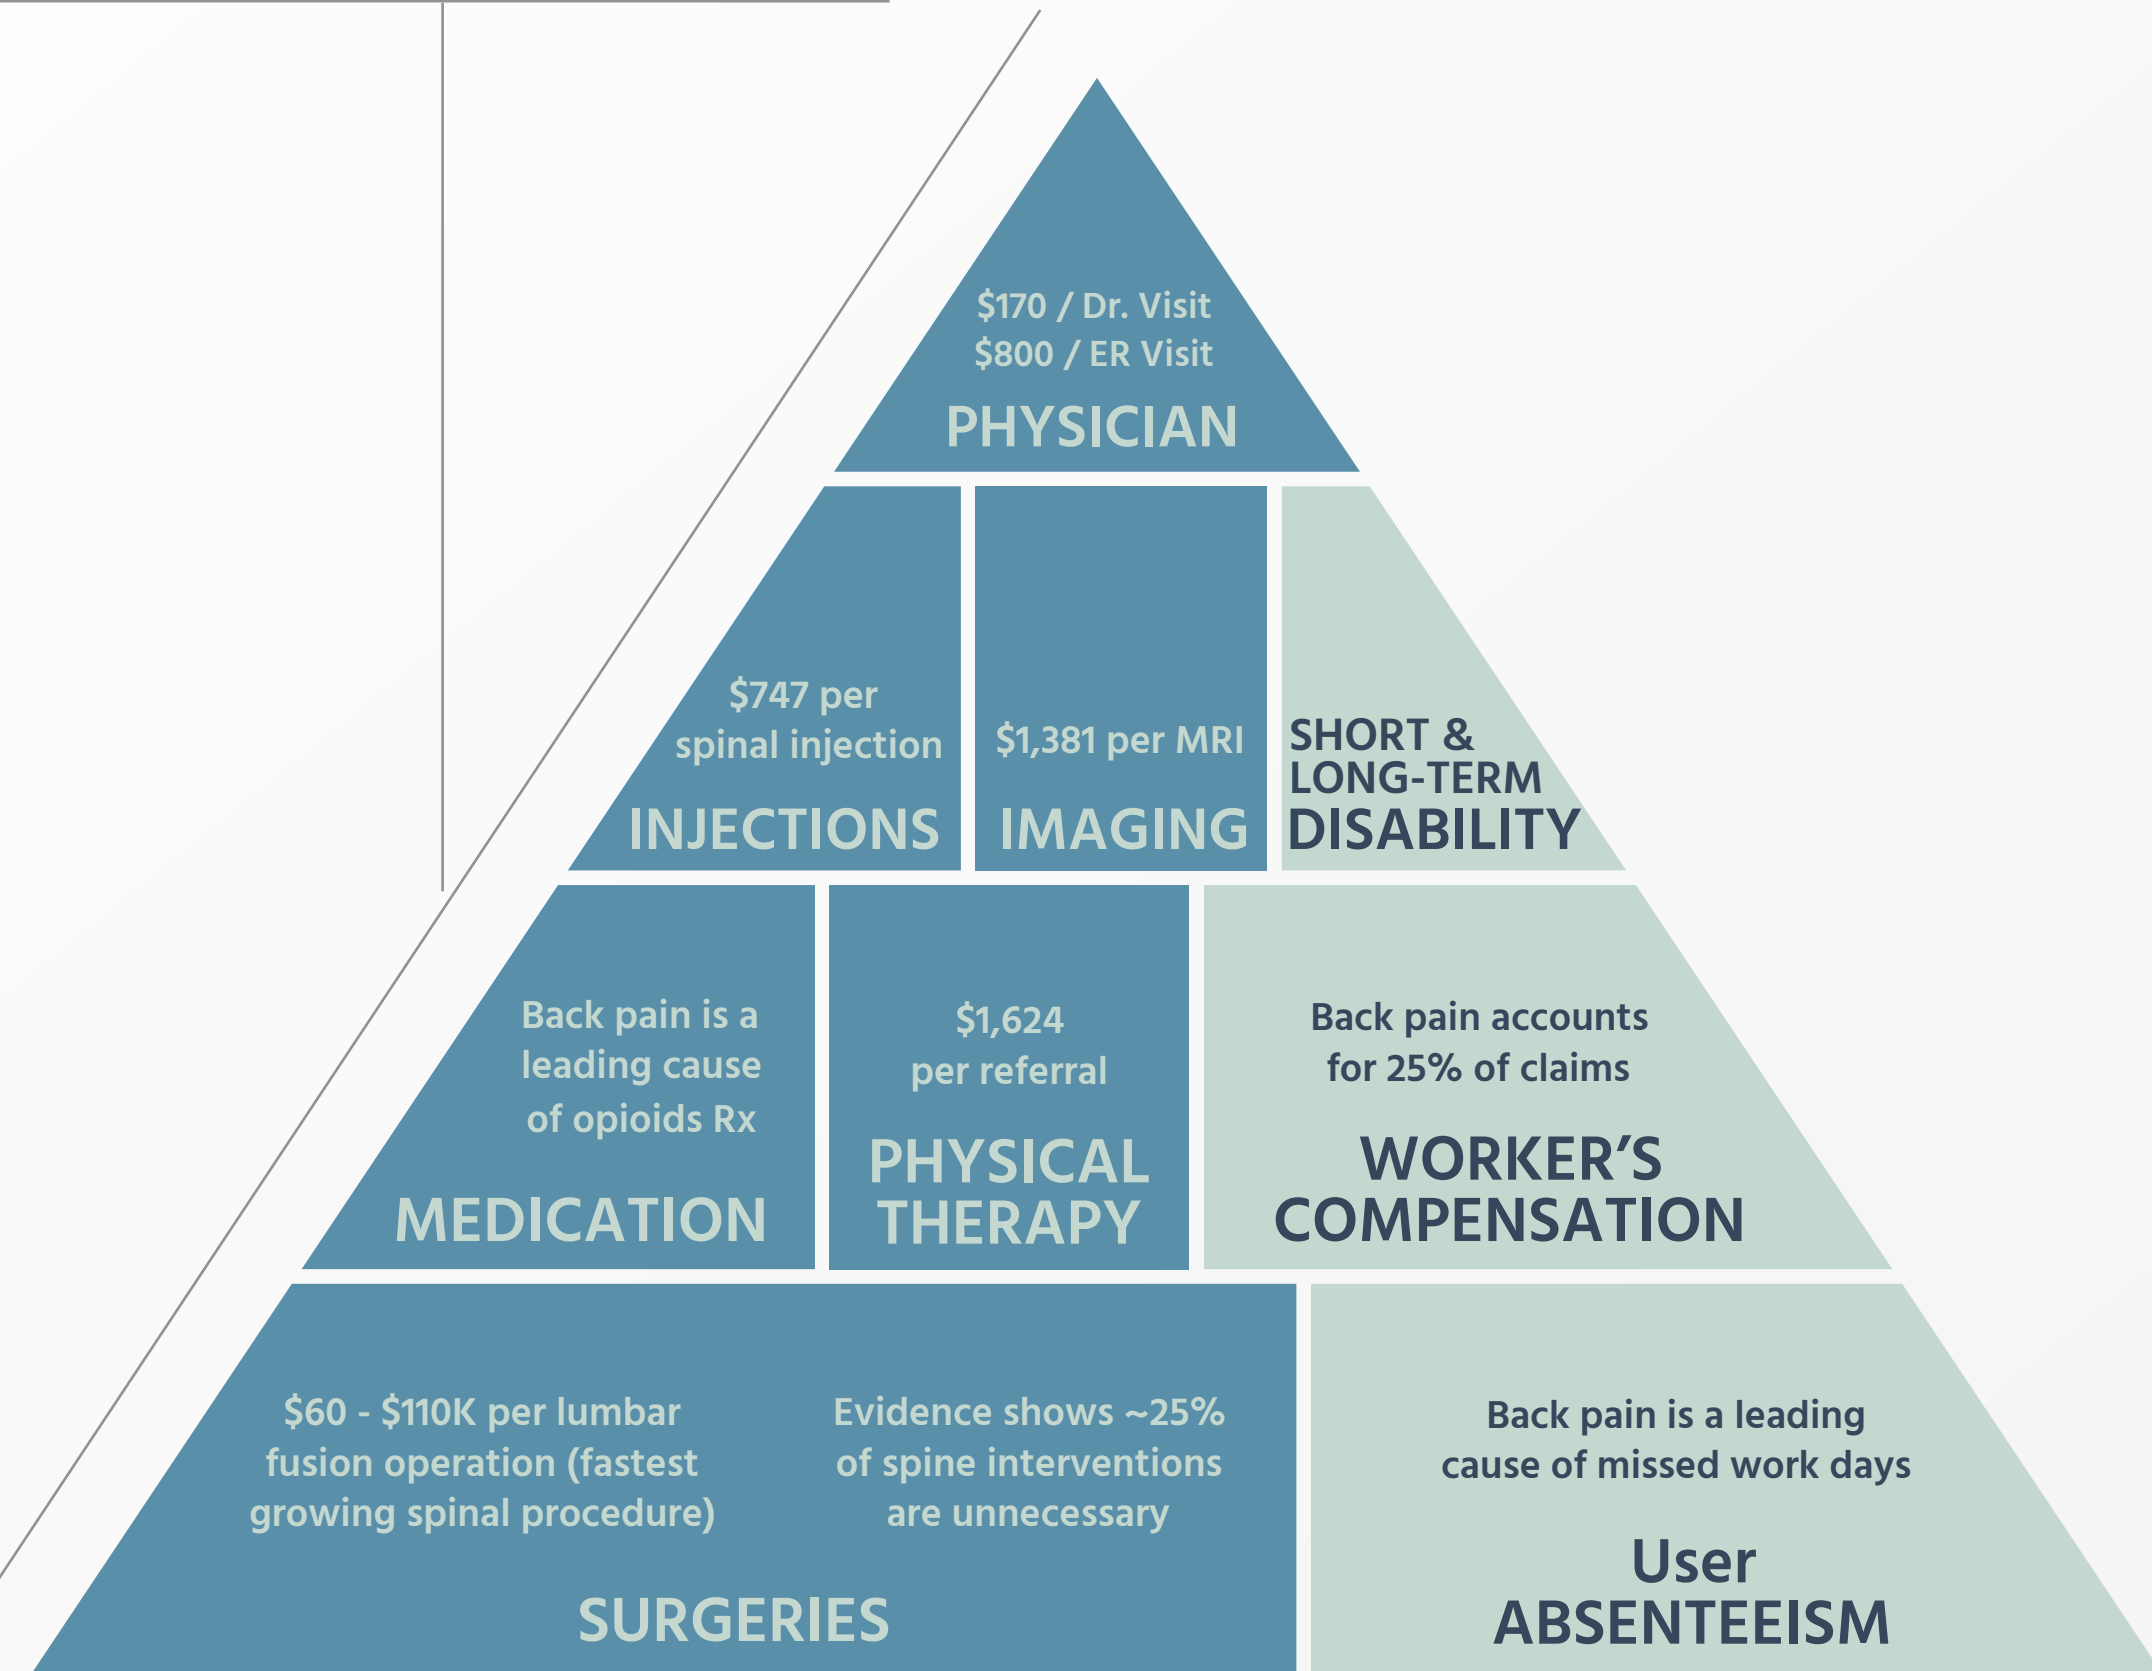 $170 / Dr. Visit
$800 / ER Visit
PHYSICIAN
$747 per
spinal injection
INJECTIONS
$1,381 per MRI
IMAGING
SHORT &
LONG-TERM
DISABILITY
Back pain is a
leading cause
of opioids Rx
MEDICATION
$1,624
per referral
PHYSICAL
THERAPY
Back pain accounts
for 25% of claims
WORKER’S
COMPENSATION
$60 - $110K per lumbar
fusion operation (fastest
growing spinal procedure)
Evidence shows ~25%
of spine interventions
are unnecessary
SURGERIES
Back pain is a leading
cause of missed work days
User
ABSENTEEISM